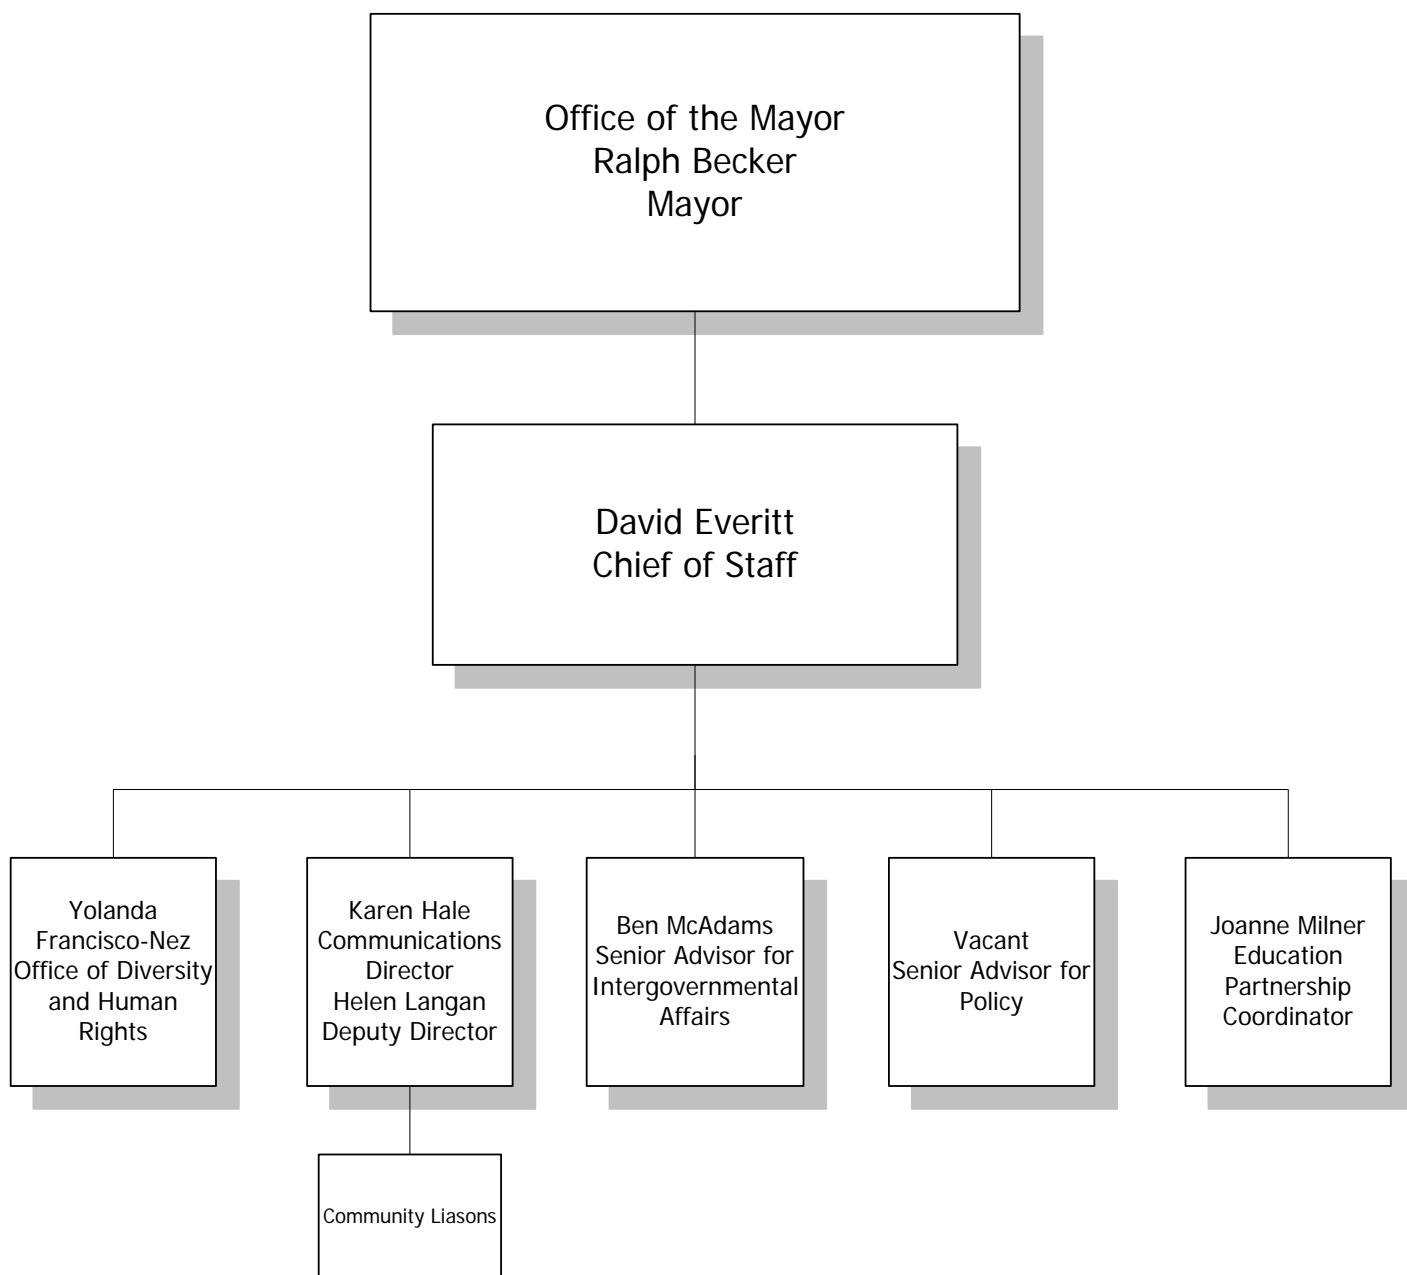 Office of the Mayor
Ralph Becker
Mayor
David Everitt
Chief of Staff
Yolanda
Francisco-Nez
Office of Diversity
and Human
Rights
Karen Hale
Communications
Director
Helen Langan
Deputy Director
Ben McAdams
Senior Advisor for
Intergovernmental
Affairs
Vacant
Senior Advisor for
Policy
Joanne Milner
Education
Partnership
Coordinator
Community Liasons